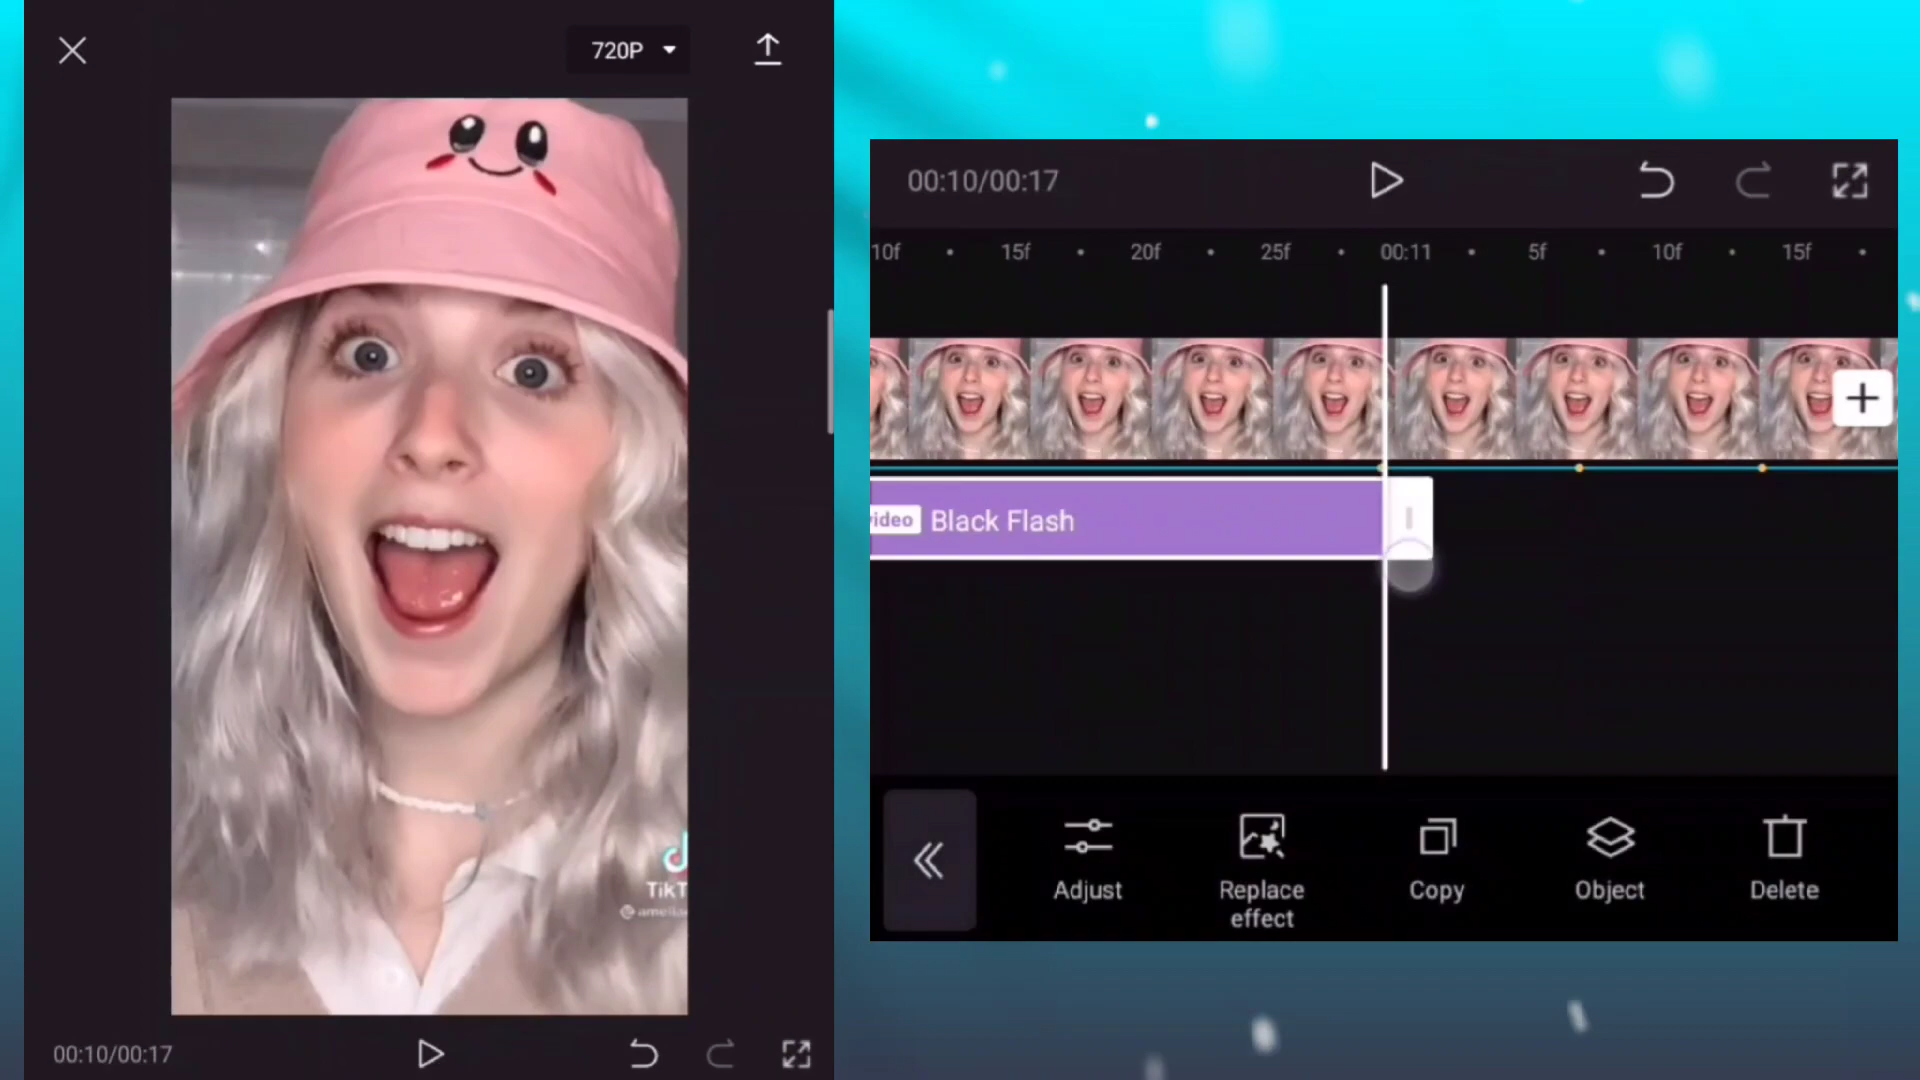 720P
TikT
00:10/00:17
00:10/00:17
10f 15f 20f 25f 00:11 5f 10f 15f
Black Flash
Adjust
Replace
effect
Copy
Object
Delete